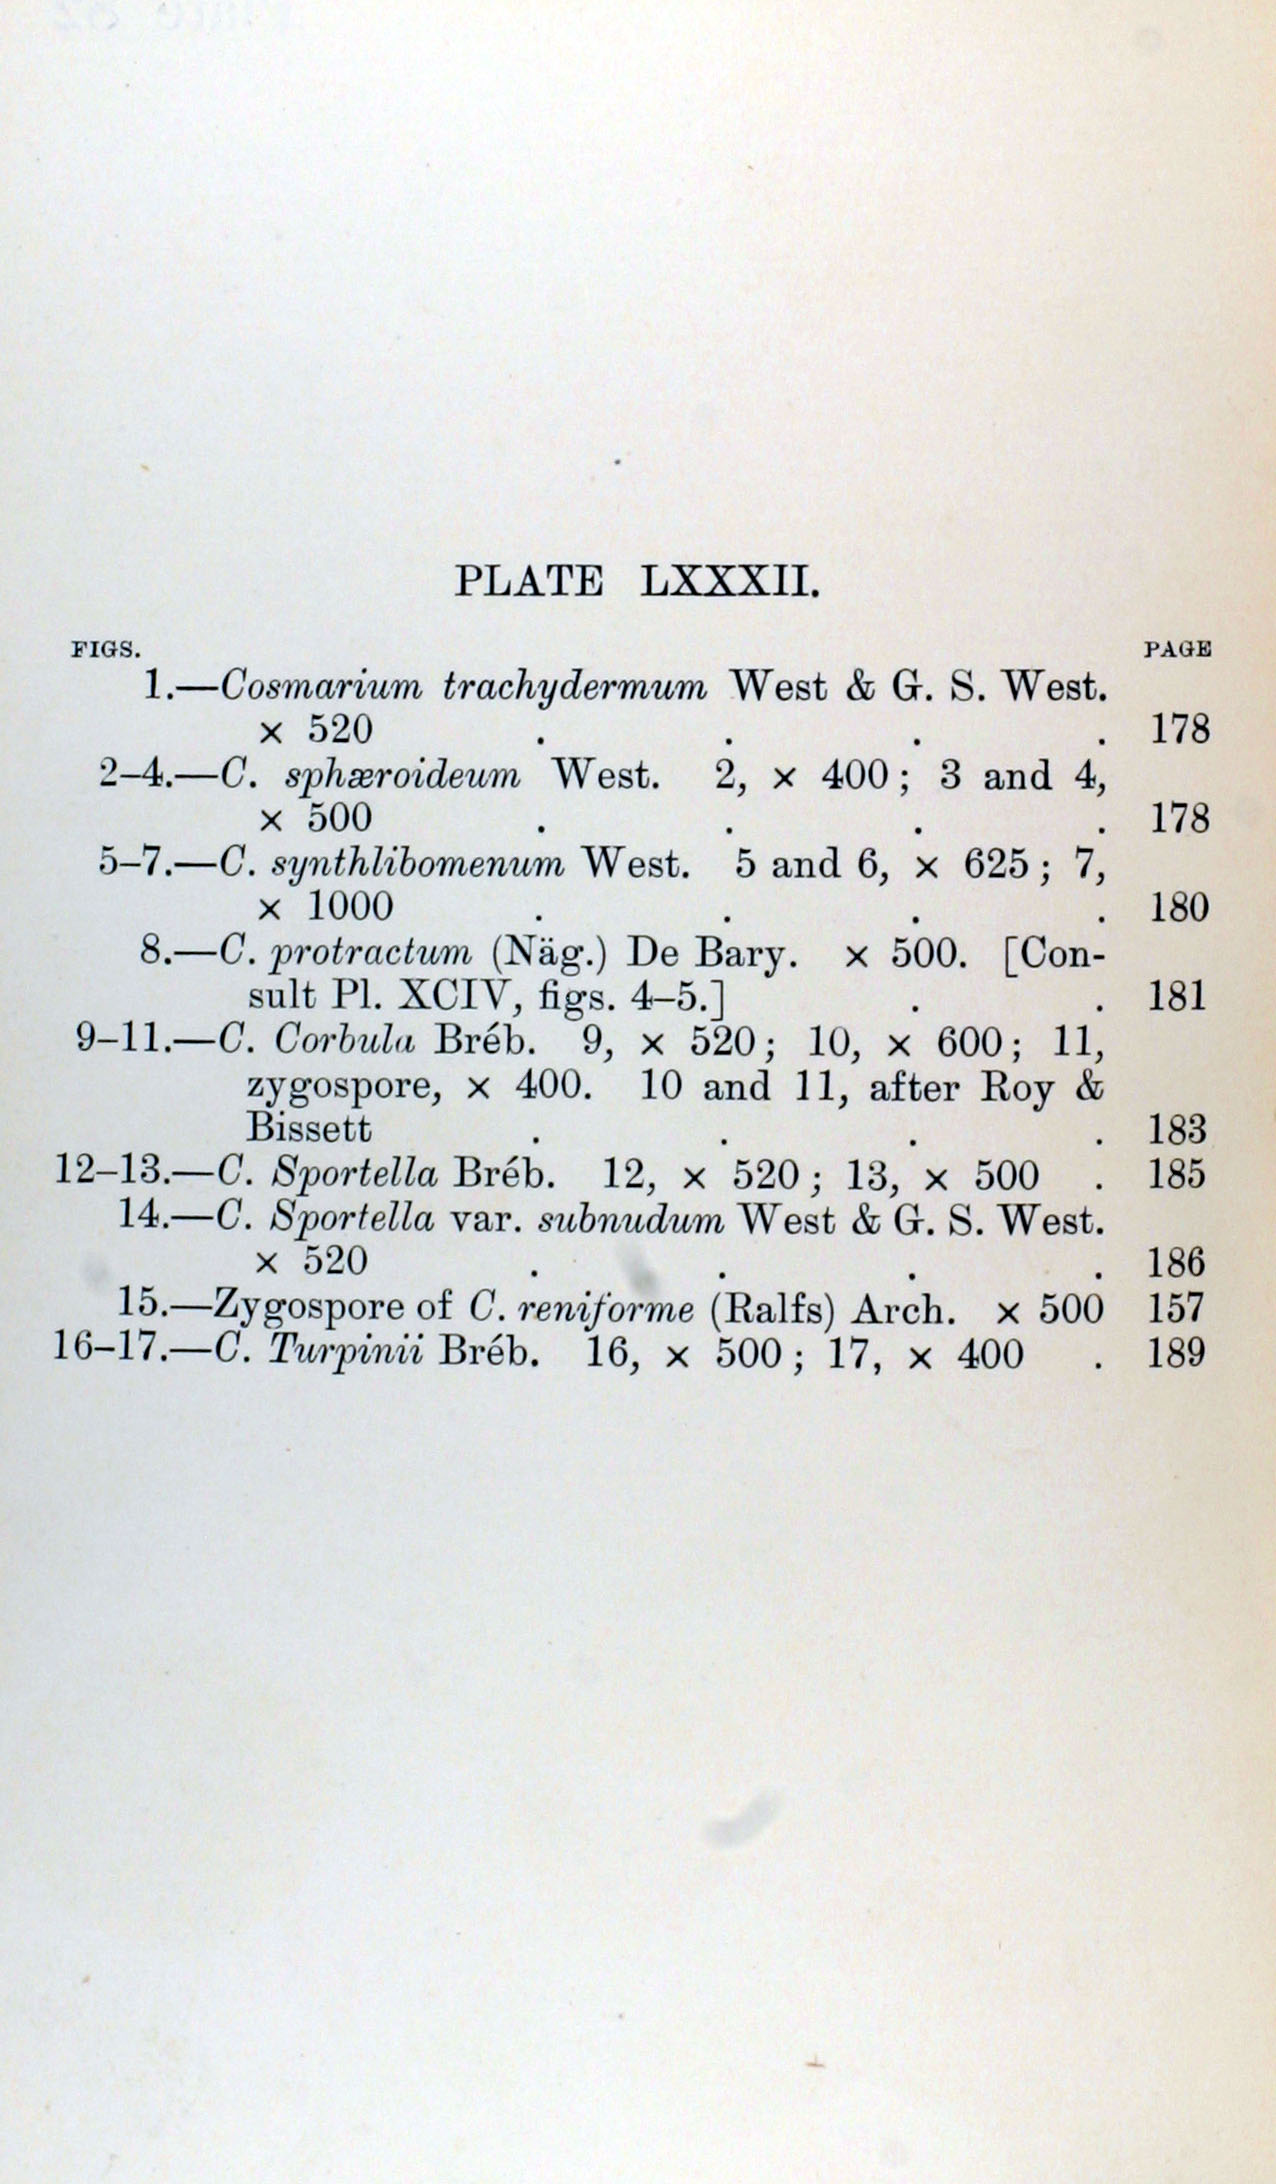 PLATE LXXXII.
FIGS. PAGE
1.—Cosmarium trachydermum West & G. S. West.
× 520 . . . . 178
2–4.—C. sphæroideum West. 2, × 400; 3 and 4,
× 500 . . . . 178
5–7.—C. synthlibomenum West. 5 and 6, × 625; 7,
× 1000 . . . . 180
8.—C. protractum (Näg.) De Bary. × 500. [Con-
sult Pl. XCIV, figs. 4–5.] . . 181
9–11.—C. Corbula Bréb. 9, × 520; 10, × 600; 11,
zygospore, × 400. 10 and 11, after Roy &
Bissett . . . . 183
12–13.—C. Sportella Bréb. 12, × 520; 13, × 500 . 185
14.—C. Sportella var. subnudum West & G. S. West.
× 520 . . . . 186
15.—Zygospore of C. reniforme (Ralfs) Arch. × 500 157
16–17.—C. Turpinii Bréb. 16, × 500; 17, × 400 . 189